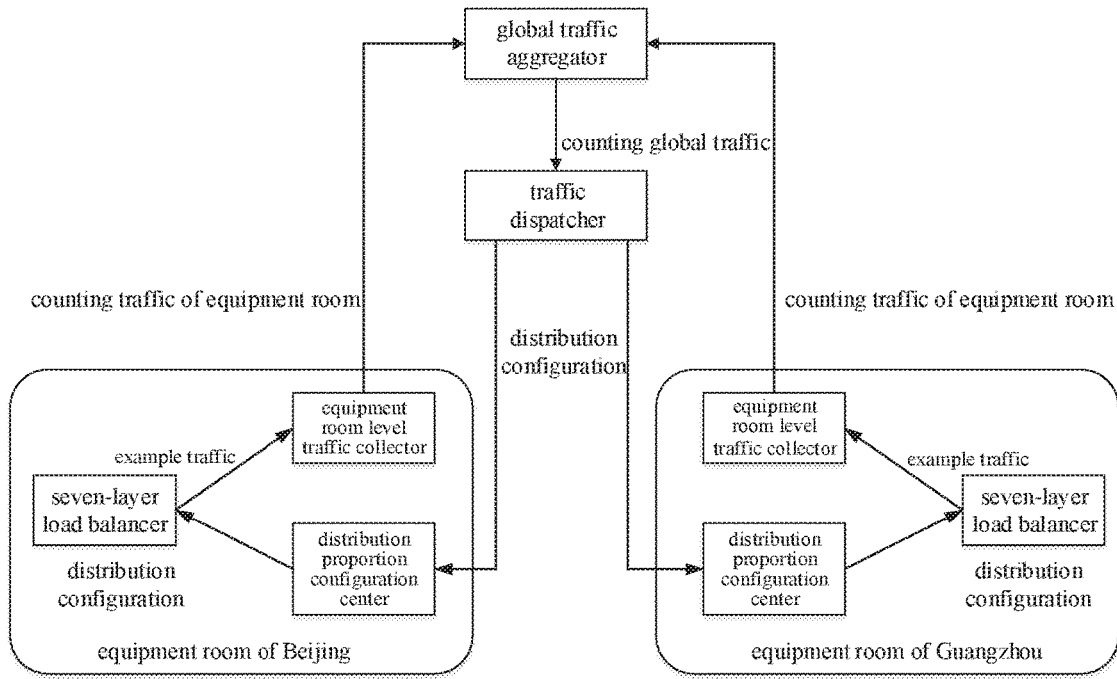 global traffic
aggregator
counting global traffic
traffic
dispatcher
counting traffic of equipment room
counting traffic of equipment room
distribution
configuration
equipment
room level
traffic collector
example traffic
seven-layer
load balancer
distribution
proportion
configuration
center
distribution
configuration
equipment room of Beijing
equipment
room level
traffic collector
example traffic
seven-layer
load balancer
distribution
proportion
configuration
center
distribution
configuration
equipment room of Guangzhou